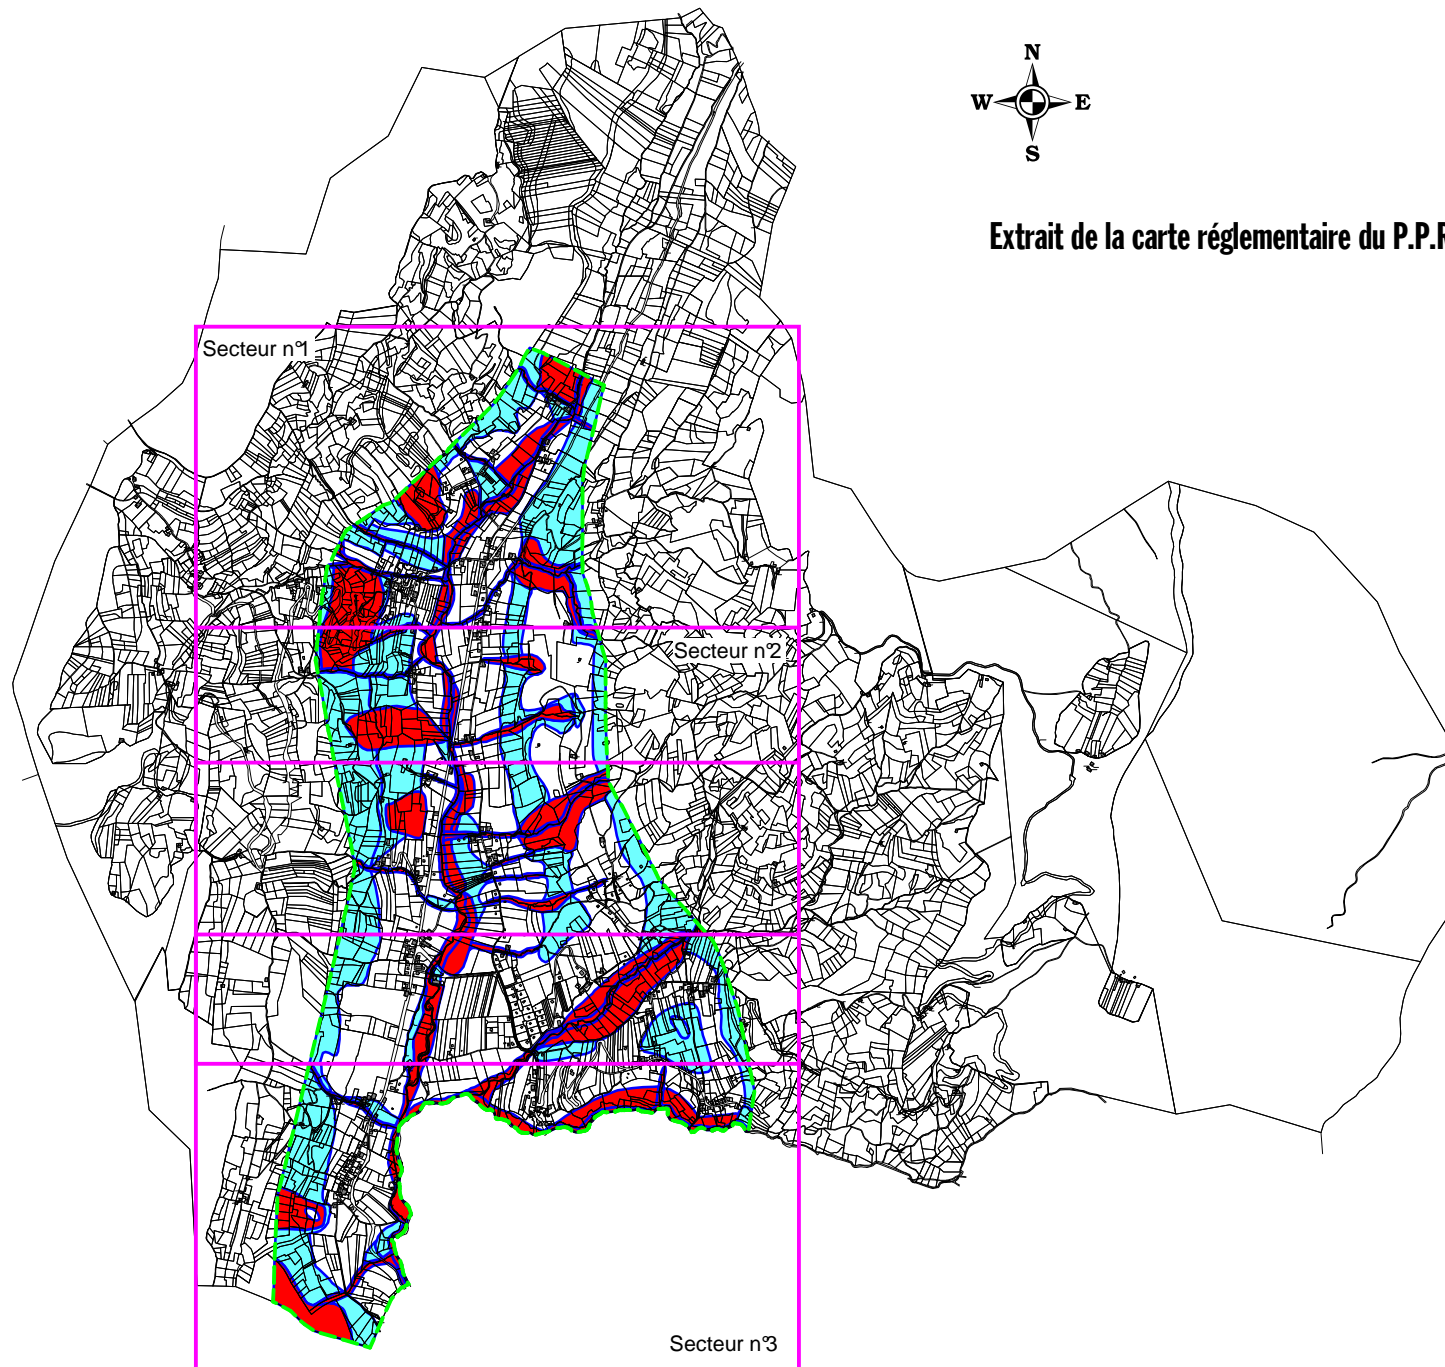 N
W E
S
Extrait de la carte réglementaire du P.P.R
Secteur n°1
Secteur n°2
Secteur n°3